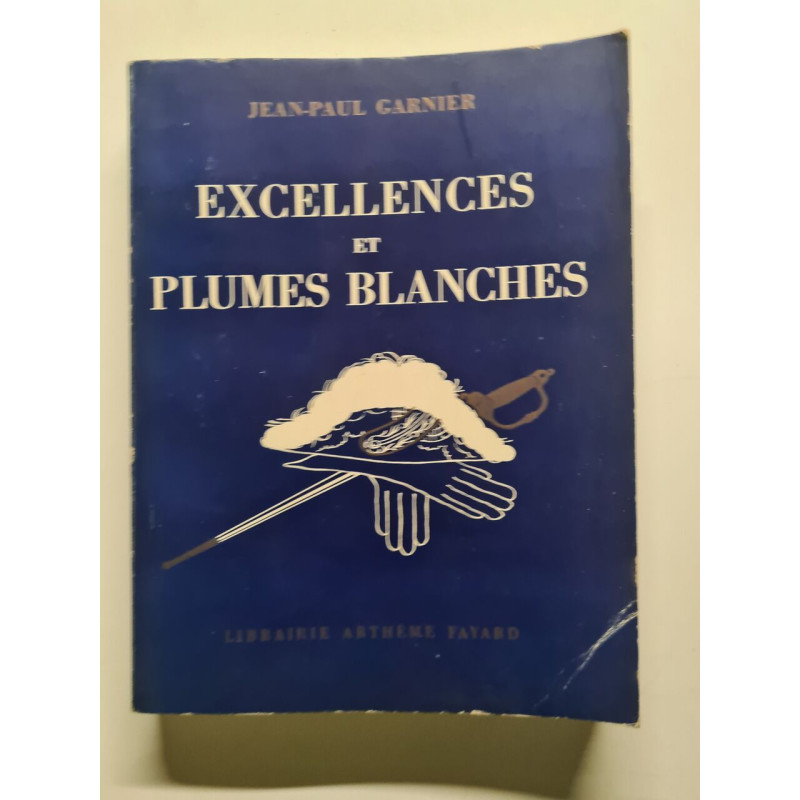 JEAN-PAUL GARNIER
EXCELLENCES
ET
PLUMES BLANCHES
LIBRAIRIE ARTHÈME FAYARD